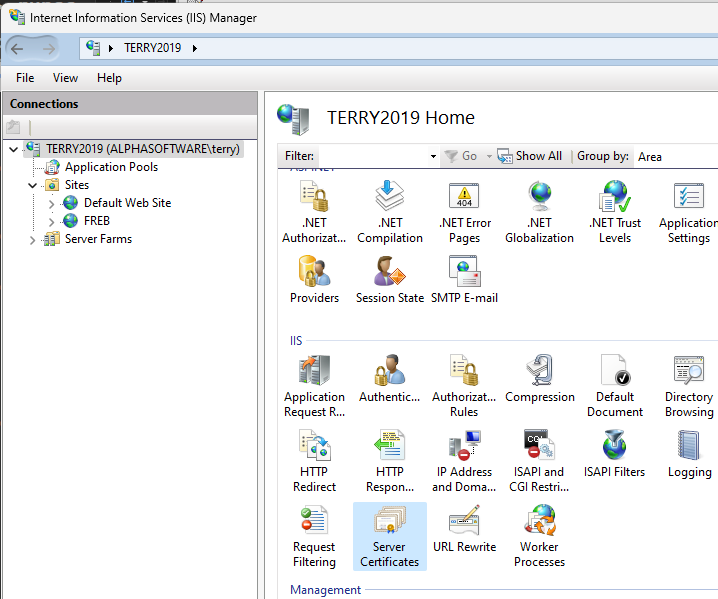 Internet Information Services (IIS) Manager
TERRY2019
File View Help
Connections
TERRY2019 (ALPHASOFTWARE\terry)
Application Pools
Sites
Default Web Site
FREB
Server Farms
TERRY2019 Home
Filter: Go Show All Group by: Area
ASP.NET
.NET Authorizat...
.NET Compilation
.NET Error Pages
404
.NET Globalization
.NET Trust Levels
Application Settings
Providers
Session State
SMTP E-mail
IIS
Application Request R...
Authentic...
Authorizat... Rules
Compression
Default Document
Directory Browsing
HTTP Redirect
HTTP Respon...
IP Address and Doma...
CGI
ISAPI and CGI Restri...
ISAPI Filters
Logging
Request Filtering
Server Certificates
URL Rewrite
Worker Processes
Management